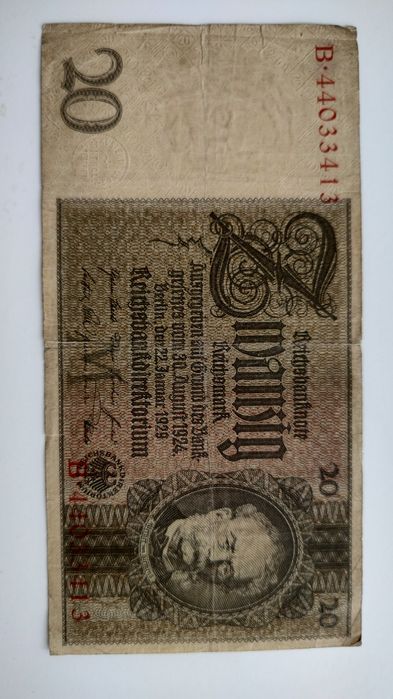 20
B·44033413
Reichsbanknote
Zwanzig
Reichsmark
Ausgegeben auf Grund des Bank-
gesetzes vom 30. August 1924
Berlin, den 22. Januar 1929
Reichsbankdirektorium
REICHSBANKDIREKTORIUM
B·44033413
20
20